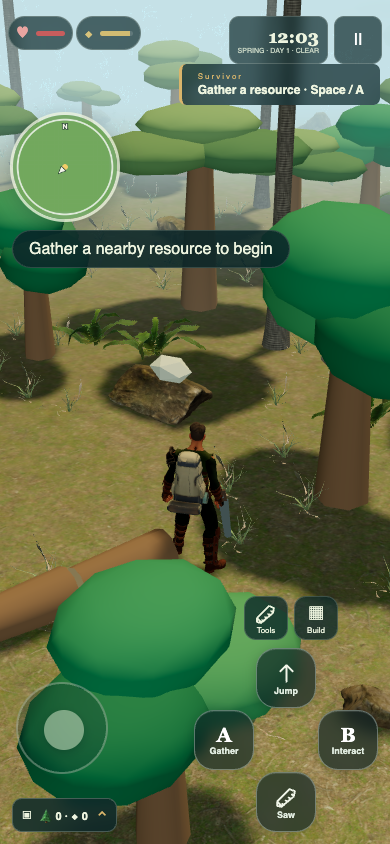 12:03
SPRING · DAY 1 · CLEAR
Survivor
Gather a resource · Space / A
N
Gather a nearby resource to begin
Tools
Build
Jump
A
Gather
B
Interact
Saw
0 · ◆ 0